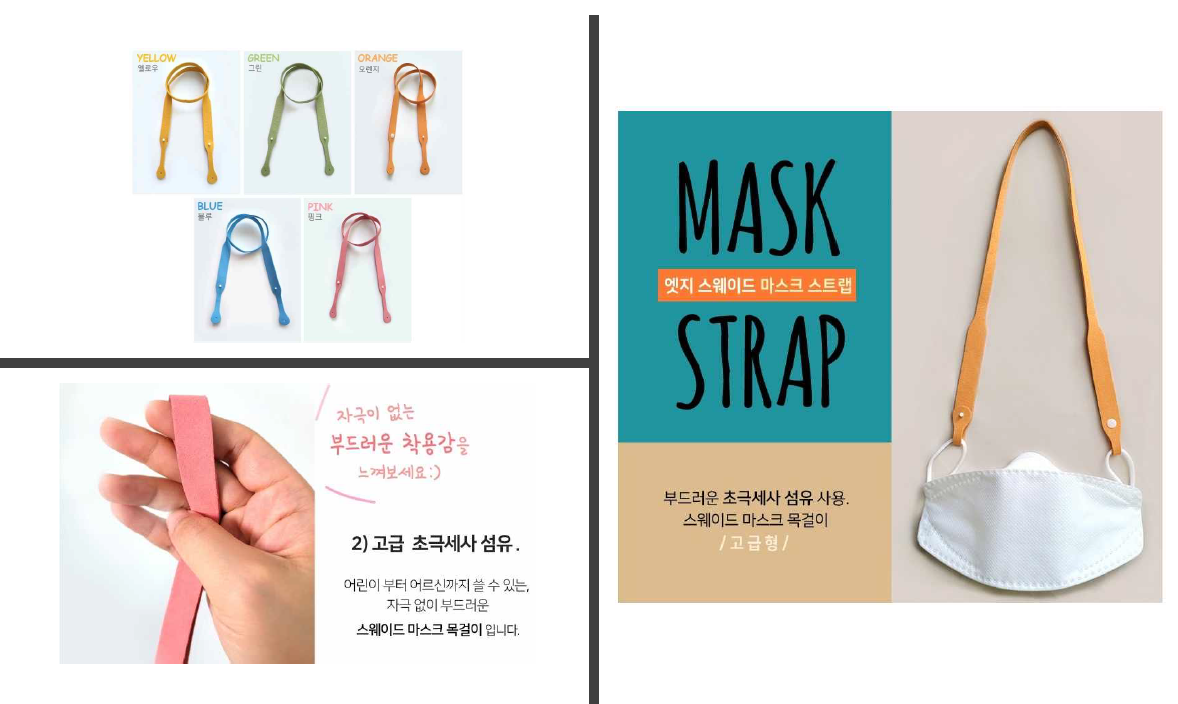 YELLOW
옐로우
GREEN
그린
ORANGE
오렌지
BLUE
블루
PINK
핑크
자극이 없는
부드러운 착용감을
느껴보세요:)
2) 고급 초극세사 섬유.
어린이 부터 어르신까지 쓸 수 있는,
자극 없이 부드러운
스웨이드 마스크 목걸이 입니다.
MASK
엣지 스웨이드 마스크 스트랩
STRAP
부드러운 초극세사 섬유 사용.
스웨이드 마스크 목걸이
/고급형/